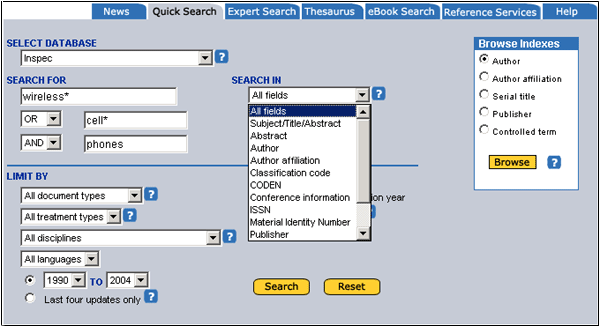 News Quick Search Expert Search Thesaurus eBook Search Reference Services Help
SELECT DATABASE
Inspec ?
SEARCH FOR SEARCH IN
wireless* All fields ?
OR cell*
AND phones
All fields
Subject/Title/Abstract
Abstract
Author
Author affiliation
Classification code
CODEN
Conference information
ISSN
Material Identity Number
Publisher
LIMIT BY
All document types ? on year
All treatment types ?
All disciplines ?
All languages
1990 TO 2004
Last four updates only ?
Search Reset
Browse Indexes
Author
Author affiliation
Serial title
Publisher
Controlled term
Browse ?